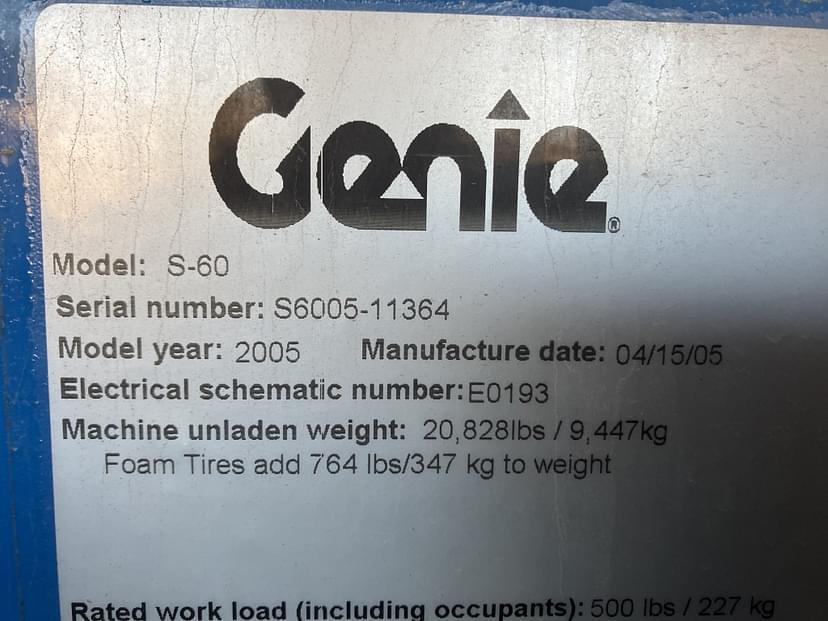 Genie®
Model: S-60
Serial number: S6005-11364
Model year: 2005 Manufacture date: 04/15/05
Electrical schematic number: E0193
Machine unladen weight: 20,828lbs / 9,447kg
Foam Tires add 764 lbs/347 kg to weight
Rated work load (including occupants): 500 lbs / 227 kg